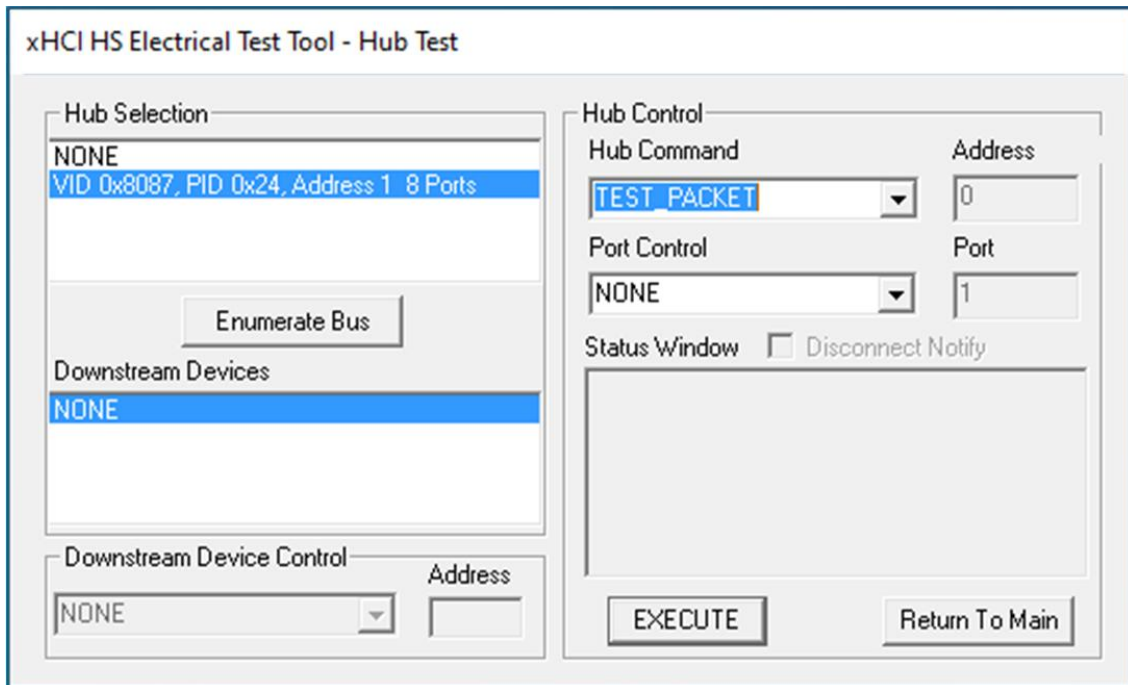 xHCI HS Electrical Test Tool - Hub Test
Hub Selection
NONE
VID 0x8087, PID 0x24, Address 1 8 Ports
Enumerate Bus
Downstream Devices
NONE
Downstream Device Control
Address
NONE
Hub Control
Hub Command
Address
TEST_PACKET
0
Port Control
Port
NONE
1
Status Window
Disconnect Notify
EXECUTE
Return To Main